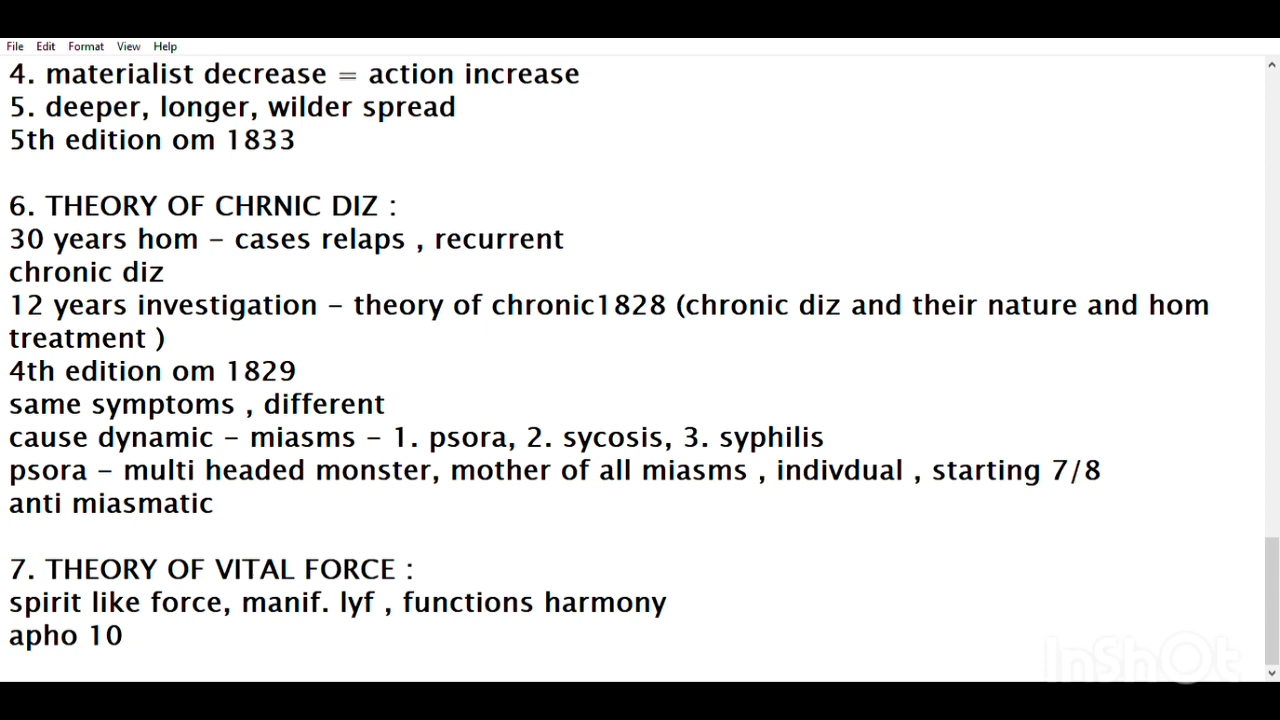 File Edit Format View Help
4. materialist decrease = action increase
5. deeper, longer, wilder spread
5th edition om 1833
6. THEORY OF CHRNIC DIZ :
30 years hom - cases relaps , recurrent
chronic diz
12 years investigation - theory of chronic1828 (chronic diz and their nature and hom
treatment )
4th edition om 1829
same symptoms , different
cause dynamic - miasms - 1. psora, 2. sycosis, 3. syphilis
psora - multi headed monster, mother of all miasms , indivdual , starting 7/8
anti miasmatic
7. THEORY OF VITAL FORCE :
spirit like force, manif. lyf , functions harmony
apho 10
InShOt